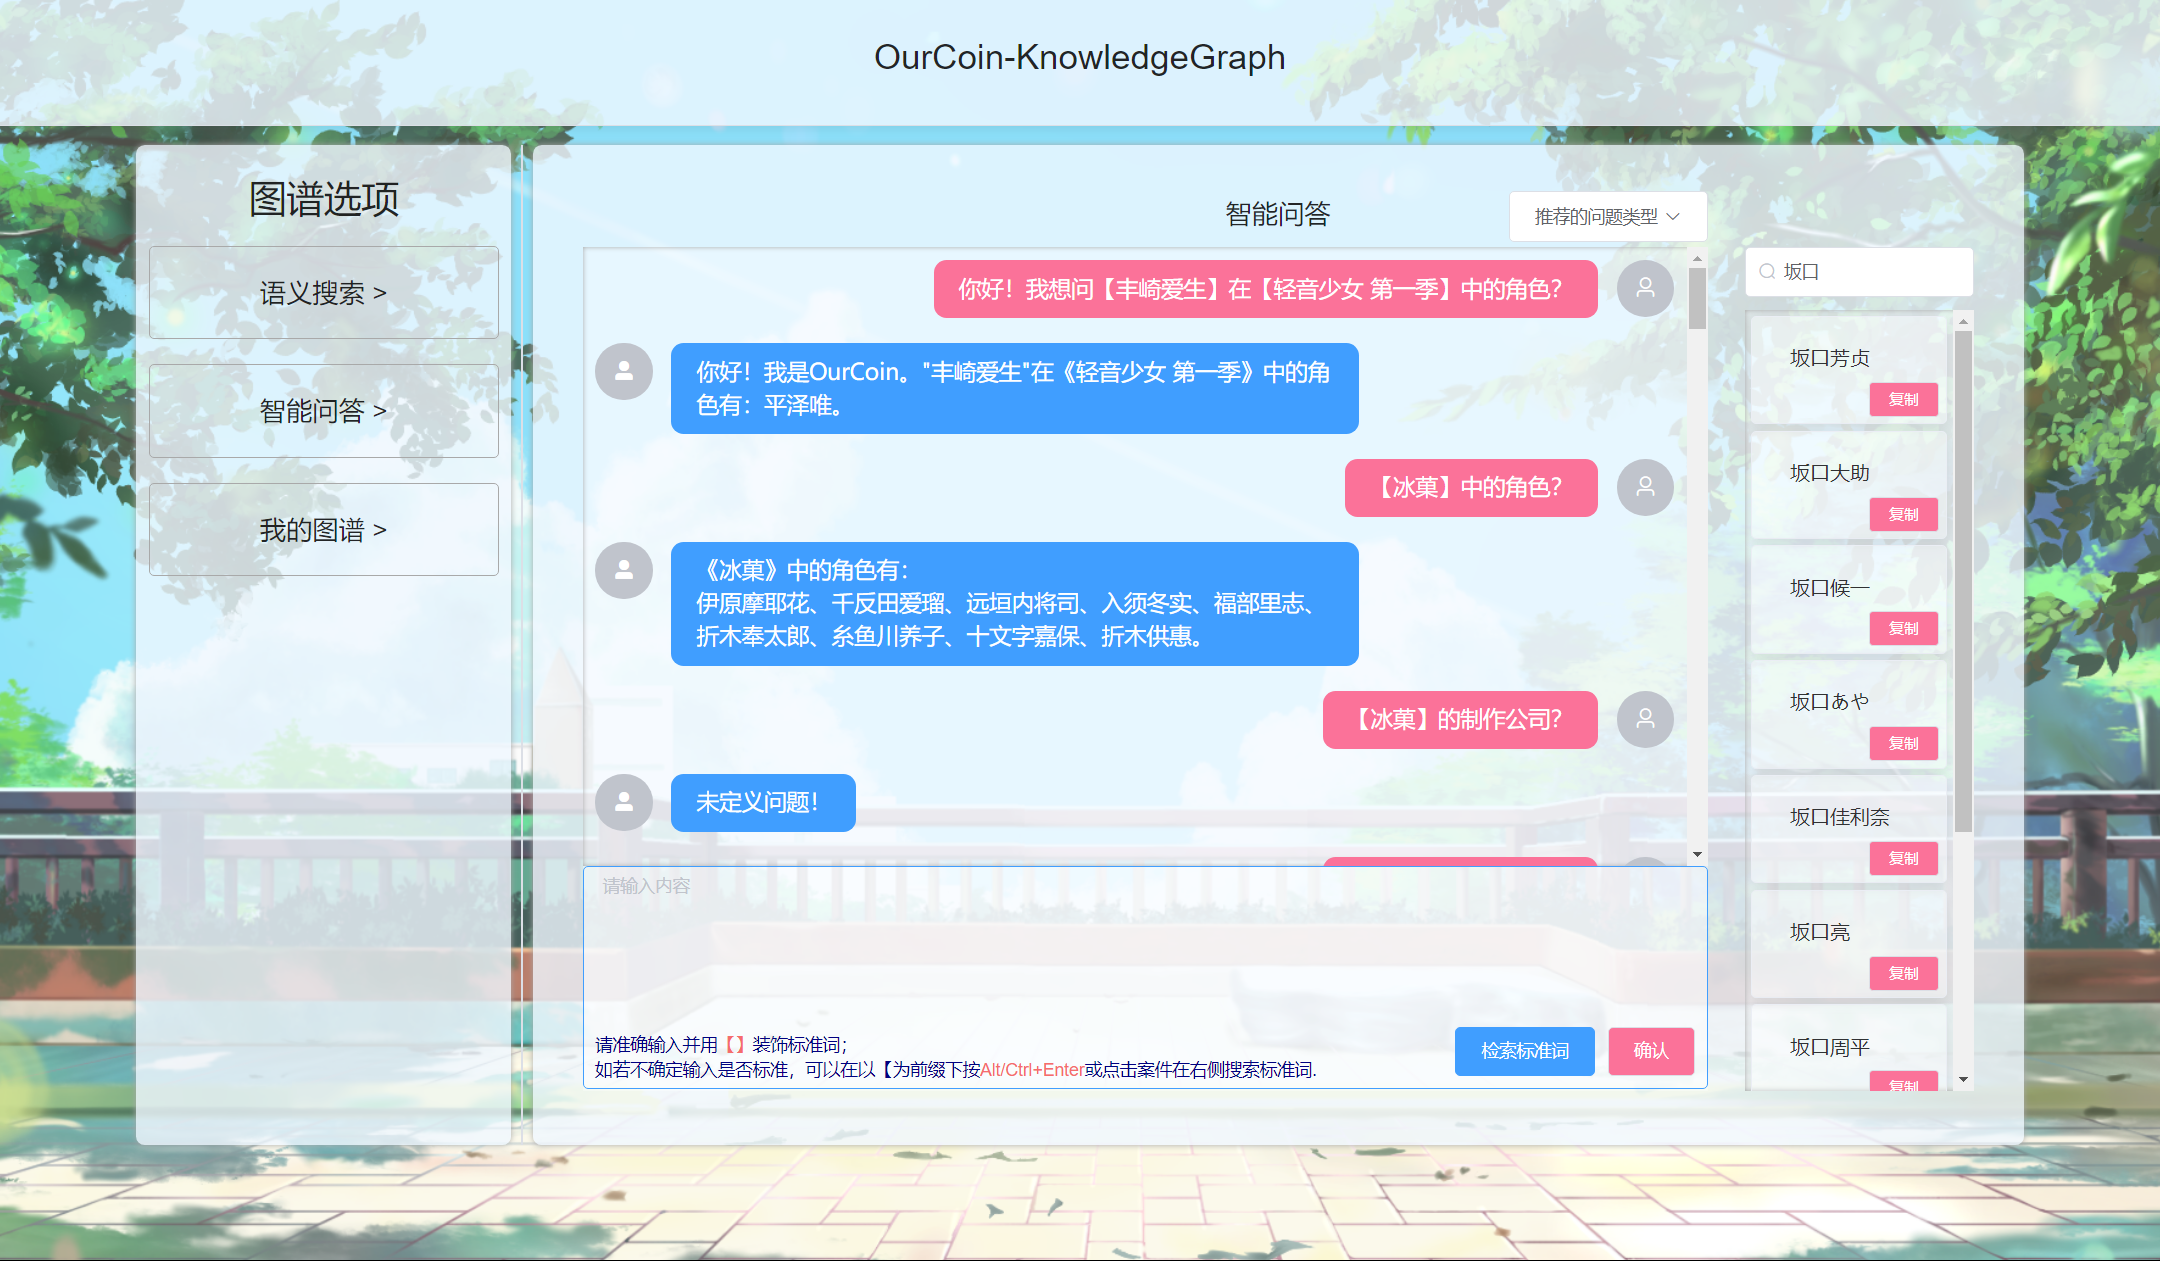 OurCoin-KnowledgeGraph
图谱选项
语义搜索 >
智能问答 >
我的图谱 >
智能问答
推荐的问题类型
你好！我想问【丰崎爱生】在【轻音少女 第一季】中的角色？
你好！我是OurCoin。"丰崎爱生"在《轻音少女 第一季》中的角
色有：平泽唯。
【冰菓】中的角色？
《冰菓》中的角色有：
伊原摩耶花、千反田爱瑠、远垣内将司、入须冬实、福部里志、
折木奉太郎、糸鱼川养子、十文字嘉保、折木供惠。
【冰菓】的制作公司？
未定义问题！
请输入内容
请准确输入并用【】装饰标准词；
如若不确定输入是否标准，可以在以【为前缀下按Alt/Ctrl+Enter或点击案件在右侧搜索标准词.
检索标准词
确认
坂口
坂口芳贞
复制
坂口大助
复制
坂口候一
复制
坂口あや
复制
坂口佳利奈
复制
坂口亮
复制
坂口周平
复制